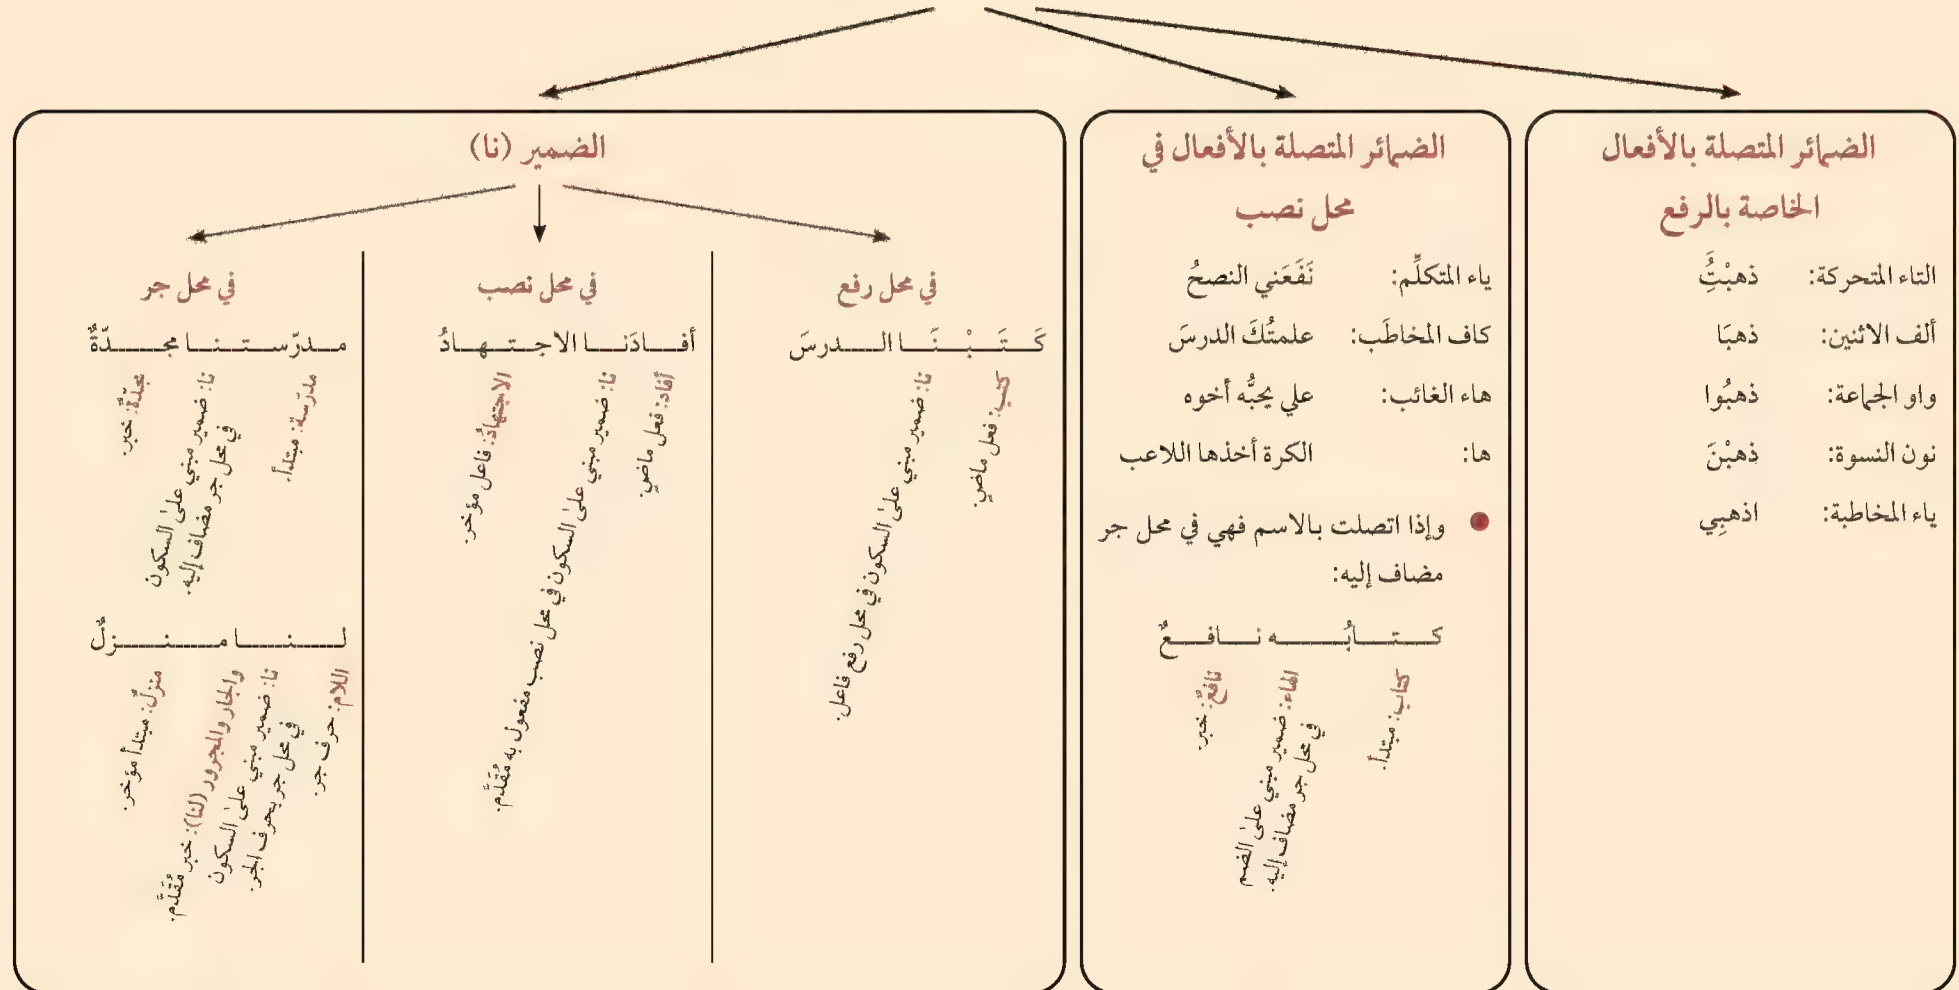 الضمائر المتصلة بالأفعال
الخاصة بالرفع
التاء المتحركة: ذهبْتَُِ
ألف الاثنين: ذهبَا
واو الجماعة: ذهبُوا
نون النسوة: ذهبْنَ
ياء المخاطبة: اذهبِي
الضمائر المتصلة بالأفعال في
محل نصب
ياء المتكلِّم: نَفَعَني النصحُ
كاف المخاطَب: علمتُكَ الدرسَ
هاء الغائب: علي يحبُّه أخوه
ها: الكرة أخذها اللاعب
وإذا اتصلت بالاسم فهي في محل جر
مضاف إليه:
كتابُه نافعٌ
كتاب: مبتدأ.
الهاء: ضمير مبني على الضم
في محل جر مضاف إليه.
نافعٌ: خبر.
الضمير (نا)
في محل رفع
كَتَبْنَا الدرسَ
كتب: فعل ماضٍ.
نا: ضمير مبني على السكون في محل رفع فاعل.
في محل نصب
أفادَنا الاجتهادُ
أفاد: فعل ماضٍ.
نا: ضمير مبني على السكون في محل نصب مفعول به مُقَدَّم.
الاجتهادُ: فاعل مؤخر.
في محل جر
مدرّستنا مجدّةٌ
مدرّسة: مبتدأ.
نا: ضمير مبني على السكون
في محل جر مضاف إليه.
مجدّةٌ: خبر.
لنا منزلٌ
اللام: حرف جر.
نا: ضمير مبني على السكون
في محل جر بحرف الجر.
والجار والمجرور (لنا): خبر مُقَدَّم.
منزلٌ: مبتدأ مؤخر.